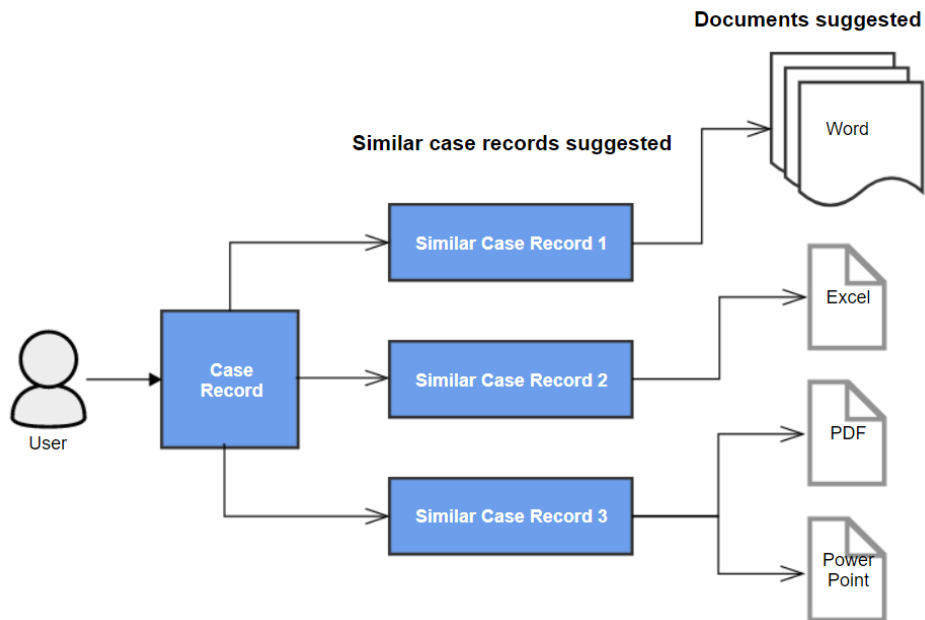 Documents suggested
Word
Similar case records suggested
Similar Case Record 1
Excel
Case
Record
Similar Case Record 2
User
PDF
Similar Case Record 3
Power
Point